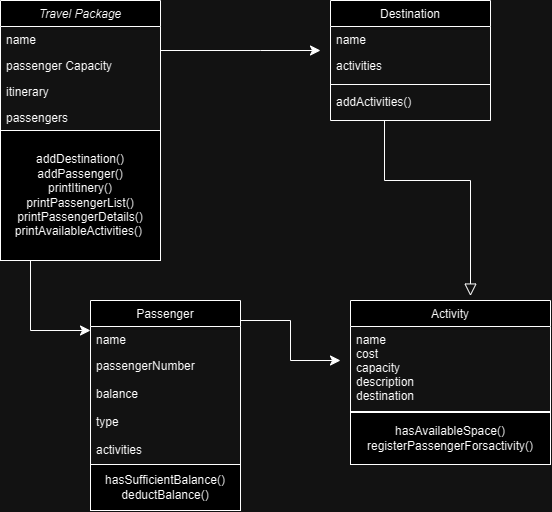 Travel Package
name
passenger Capacity
itinerary
passengers
addDestination()
addPassenger()
printItinery()
printPassengerList()
printPassengerDetails()
printAvailableActivities()
Destination
name
activities
addActivities()
Passenger
name
passengerNumber
balance
type
activities
hasSufficientBalance()
deductBalance()
Activity
name
cost
capacity
description
destination
hasAvailableSpace()
registerPassengerForsactivity()